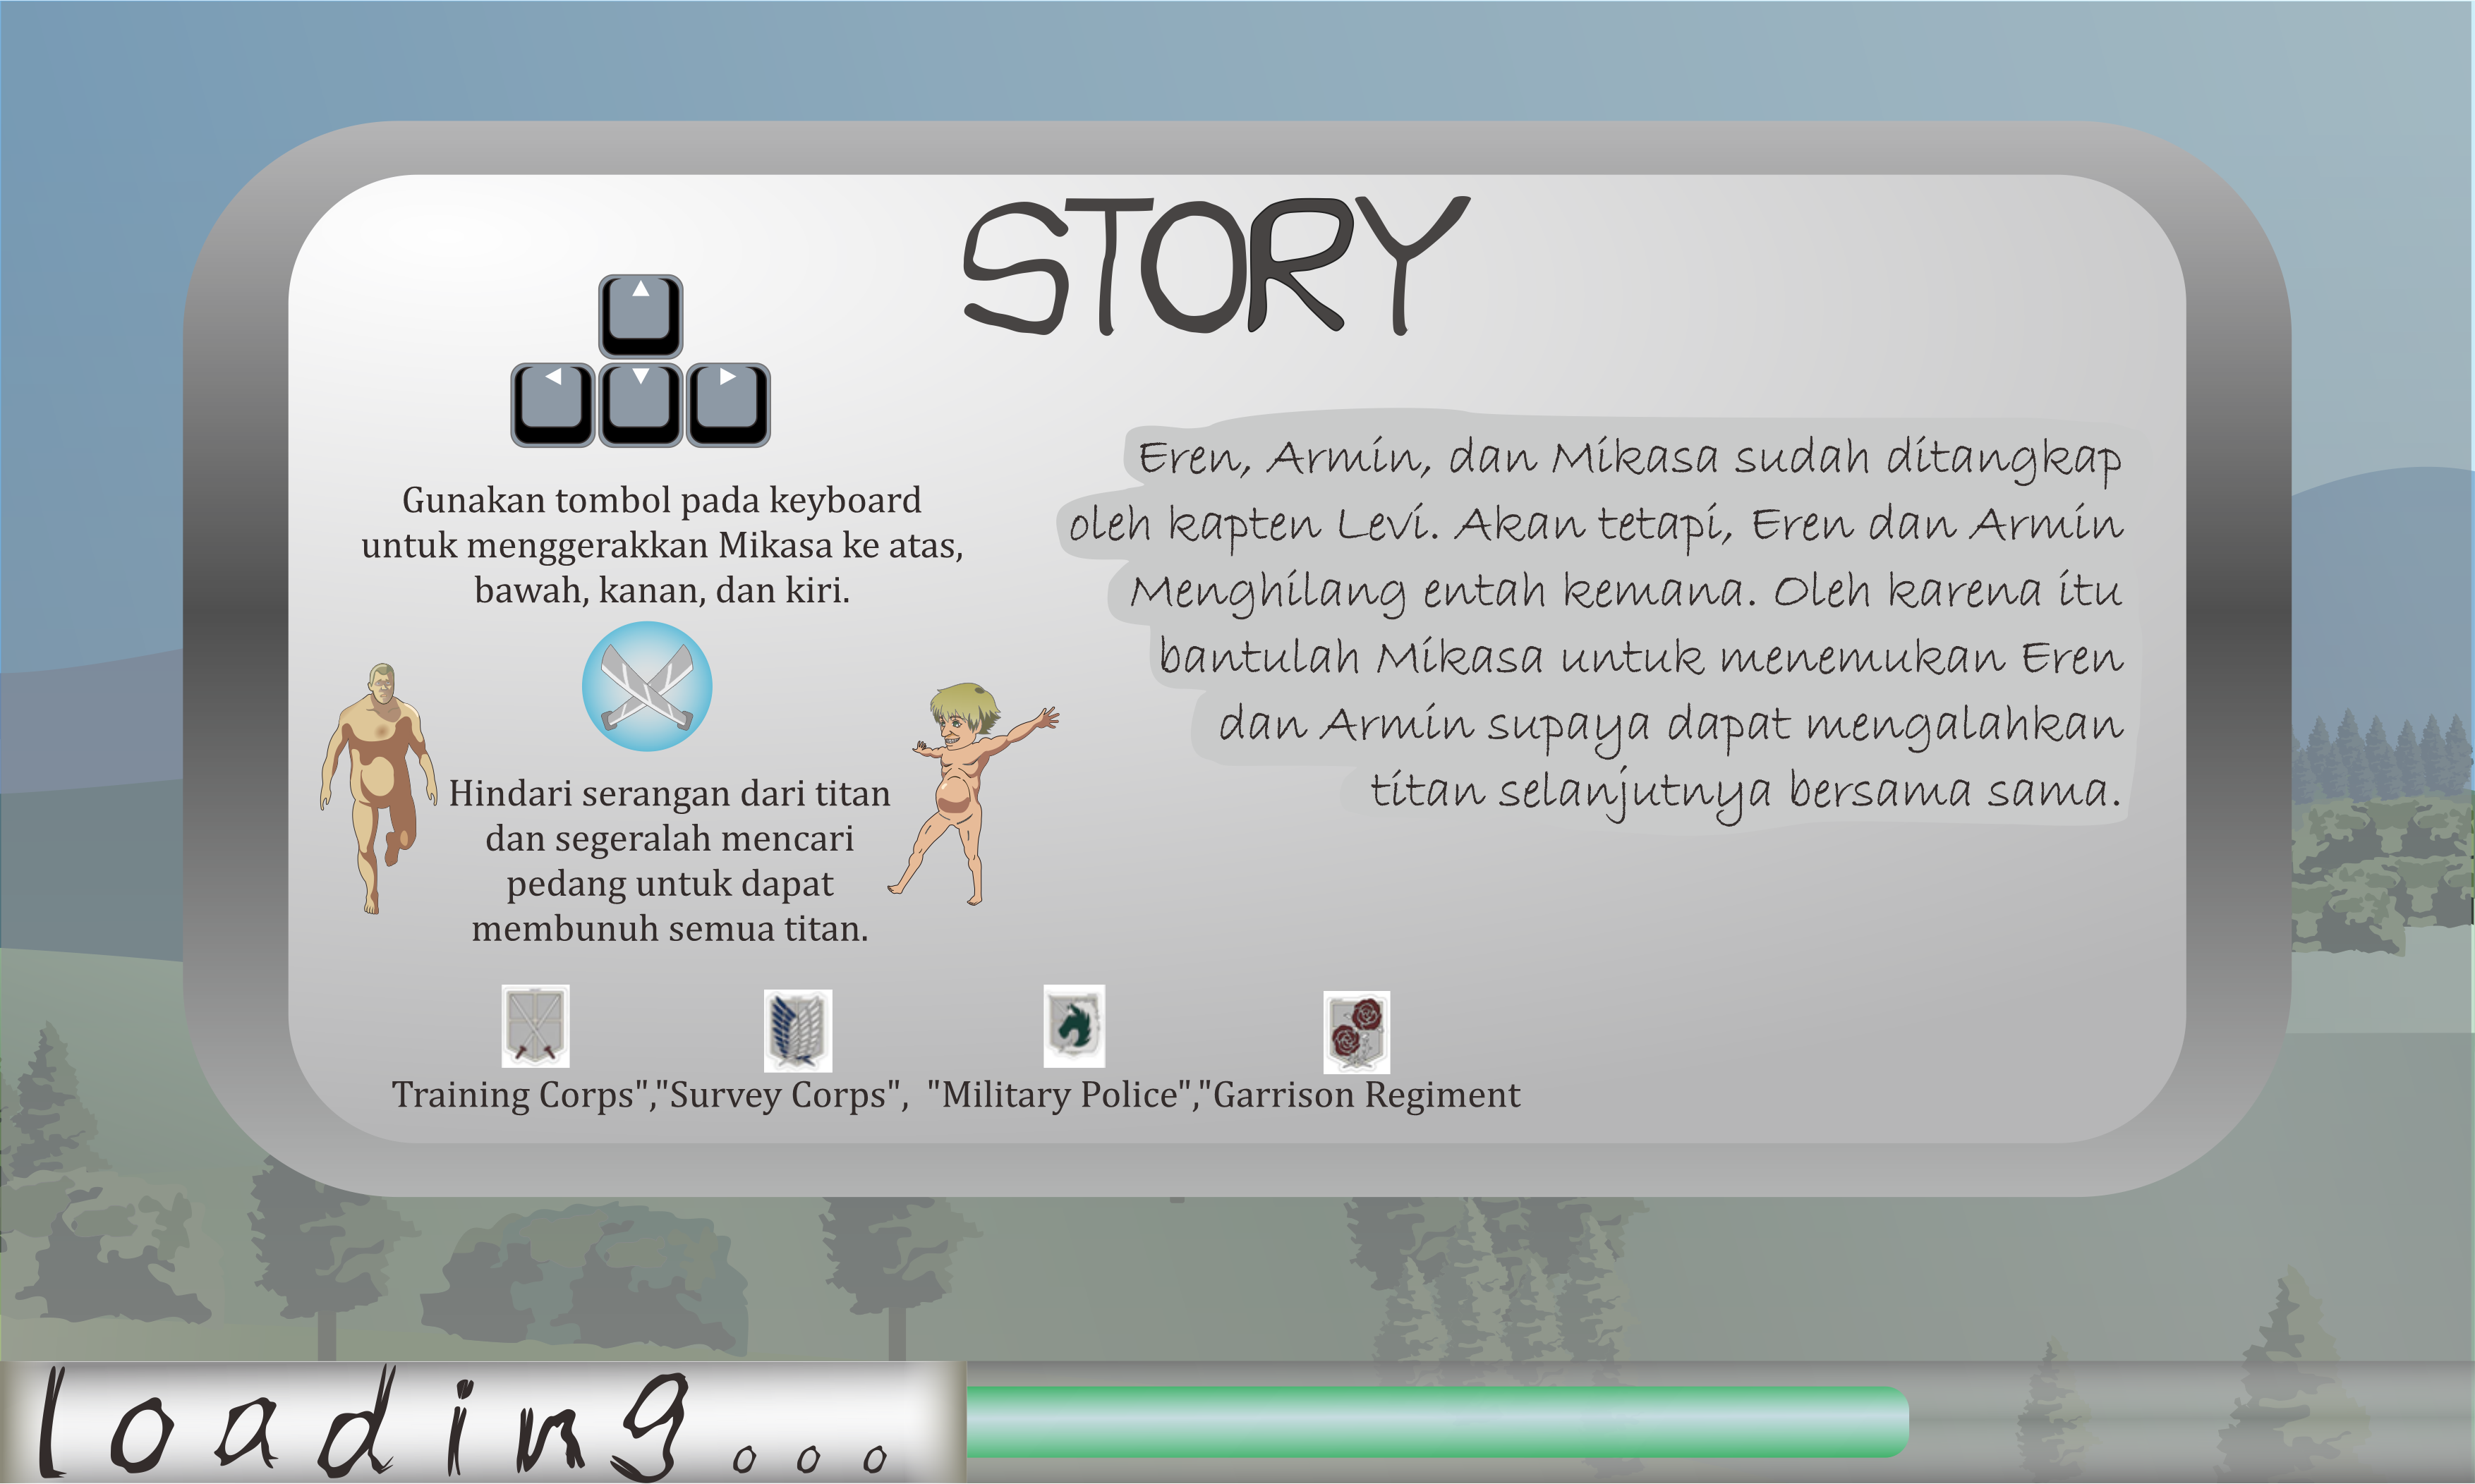 STORY
Gunakan tombol pada keyboard
untuk menggerakkan Mikasa ke atas,
bawah, kanan, dan kiri.
Hindari serangan dari titan
dan segeralah mencari
pedang untuk dapat
membunuh semua titan.
Eren, Armin, dan Mikasa sudah ditangkap
oleh kapten Levi. Akan tetapi, Eren dan Armin
Menghilang entah kemana. Oleh karena itu
bantulah Mikasa untuk menemukan Eren
dan Armin supaya dapat mengalahkan
titan selanjutnya bersama sama.
Training Corps","Survey Corps", "Military Police","Garrison Regiment
loading...